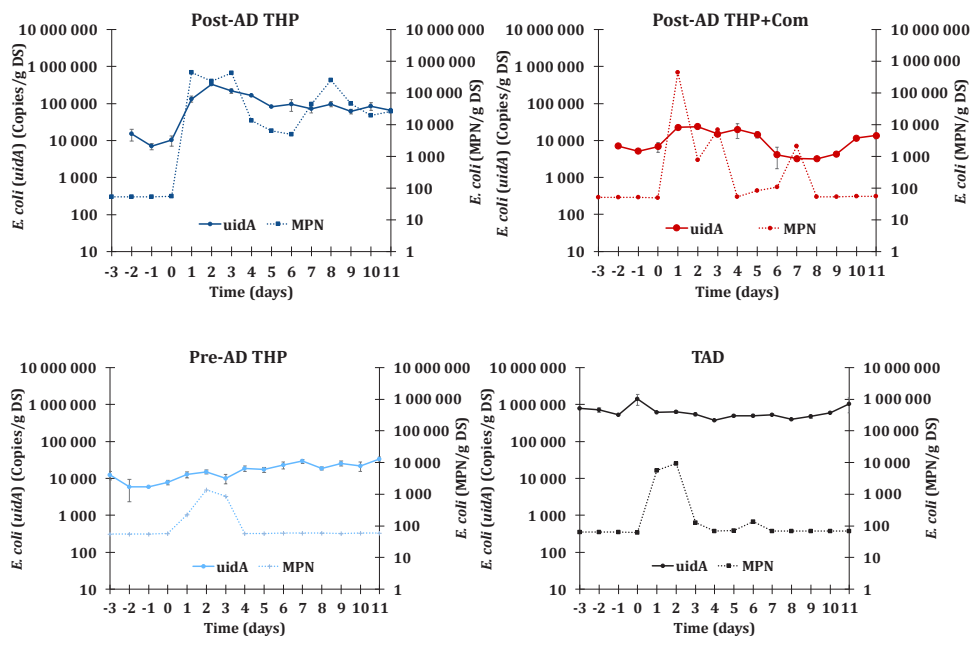 Post-AD THP
E. coli (uidA) (Copies/g DS)
10 000 000
1 000 000
100 000
10 000
1 000
100
10
10 000 000
1 000 000
100 000
10 000
1 000
100
10
1
E. coli (MPN/g DS)
uidA MPN
-3 -2 -1 0 1 2 3 4 5 6 7 8 9 10 11
Time (days)
Post-AD THP+Com
E. coli (uidA) (Copies/g DS)
10 000 000
1 000 000
100 000
10 000
1 000
100
10
10 000 000
1 000 000
100 000
10 000
1 000
100
10
1
E. coli (MPN/g DS)
uidA MPN
-3 -2 -1 0 1 2 3 4 5 6 7 8 9 10 11
Time (days)
Pre-AD THP
E. coli (uidA) (Copies/g DS)
10 000 000
1 000 000
100 000
10 000
1 000
100
10
10 000 000
1 000 000
100 000
10 000
1 000
100
10
1
E. coli (MPN/g DS)
uidA MPN
-3 -2 -1 0 1 2 3 4 5 6 7 8 9 10 11
Time (days)
TAD
E. coli (uidA) (Copies/g DS)
10 000 000
1 000 000
100 000
10 000
1 000
100
10
10 000 000
1 000 000
100 000
10 000
1 000
100
10
1
E. coli (MPN/g DS)
uidA MPN
-3 -2 -1 0 1 2 3 4 5 6 7 8 9 10 11
Time (days)